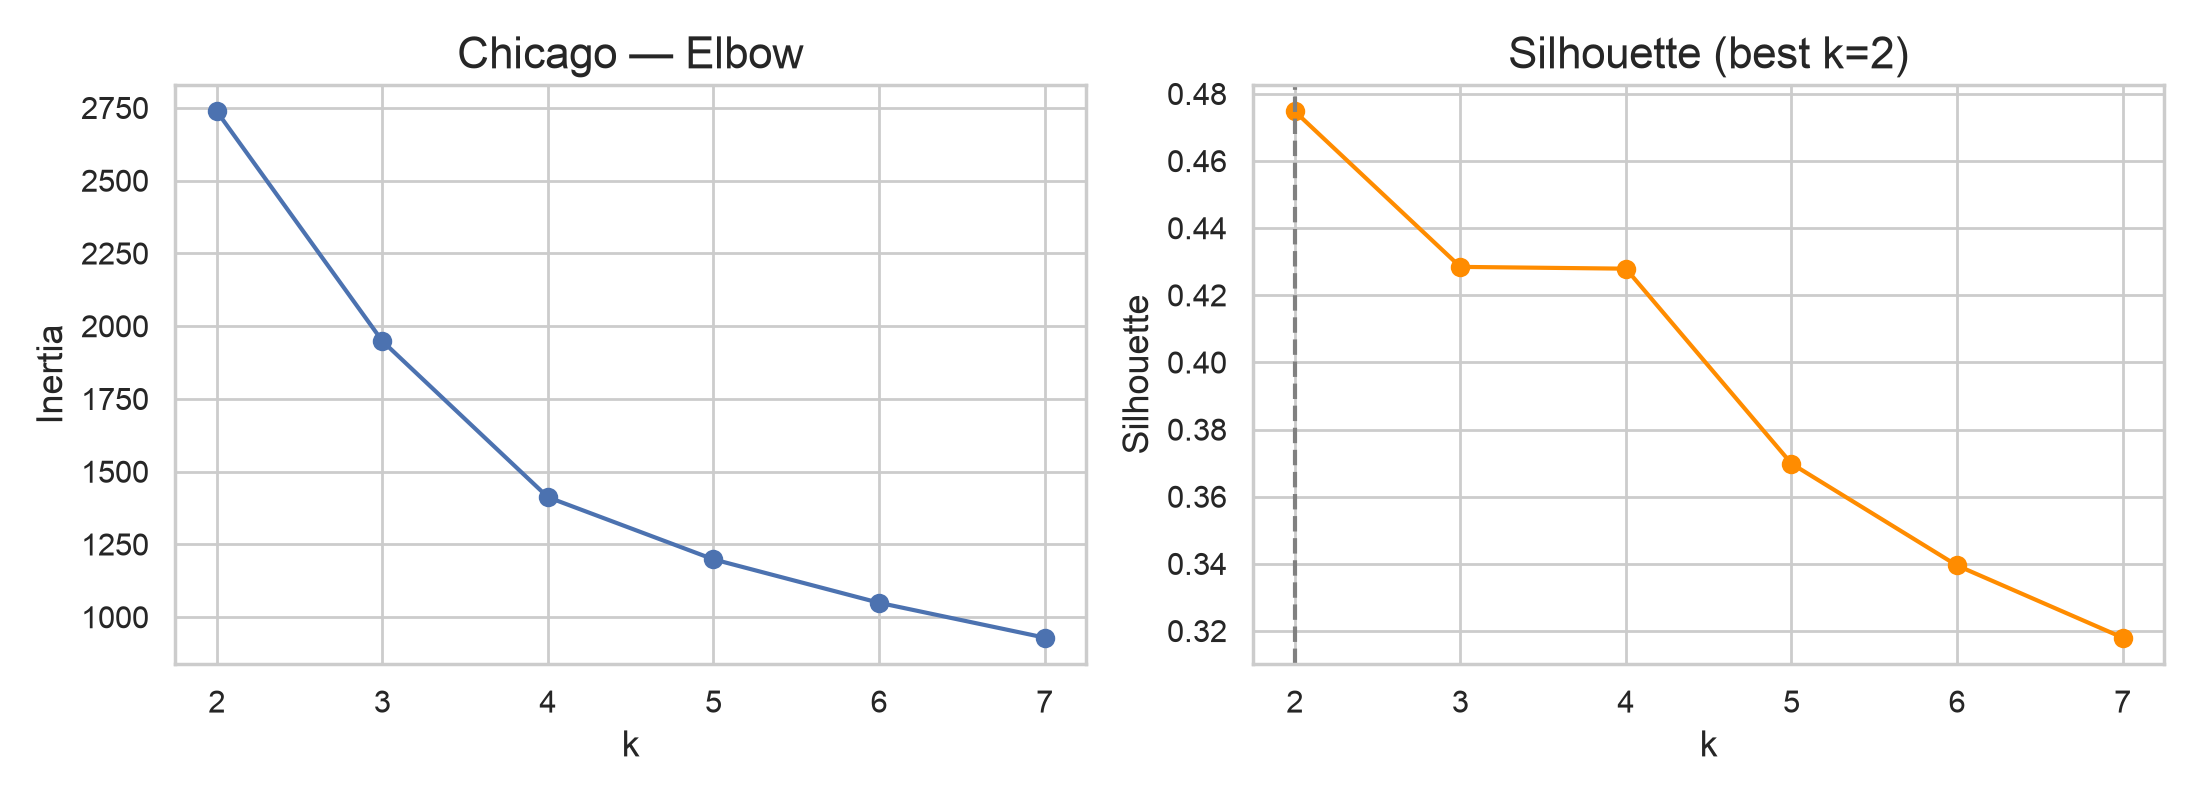 Chicago — Elbow
2750
2500
2250
2000
1750
1500
1250
1000
Inertia
2 3 4 5 6 7
k
Silhouette (best k=2)
0.48
0.46
0.44
0.42
0.40
0.38
0.36
0.34
0.32
Silhouette
2 3 4 5 6 7
k